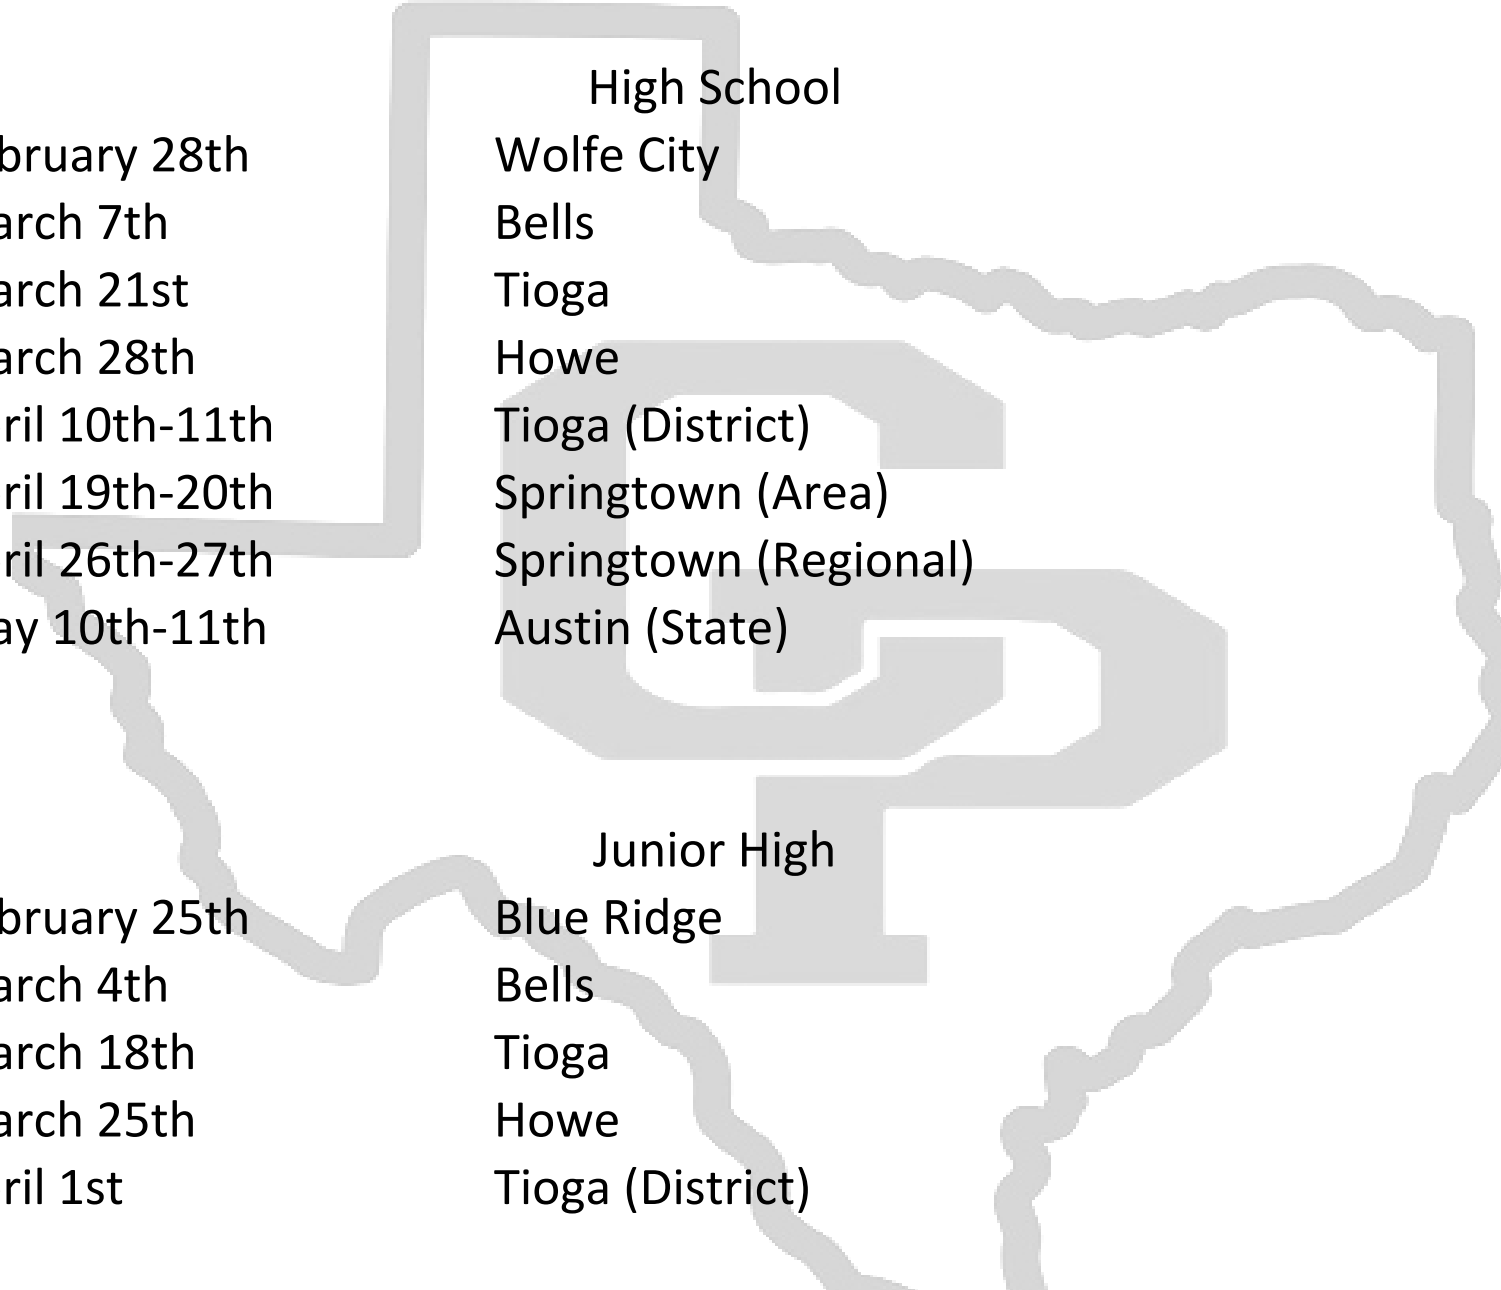 High School
bruary 28th Wolfe City
arch 7th Bells
arch 21st Tioga
arch 28th Howe
ril 10th-11th Tioga (District)
ril 19th-20th Springtown (Area)
ril 26th-27th Springtown (Regional)
ay 10th-11th Austin (State)
Junior High
bruary 25th Blue Ridge
arch 4th Bells
arch 18th Tioga
arch 25th Howe
ril 1st Tioga (District)
CP